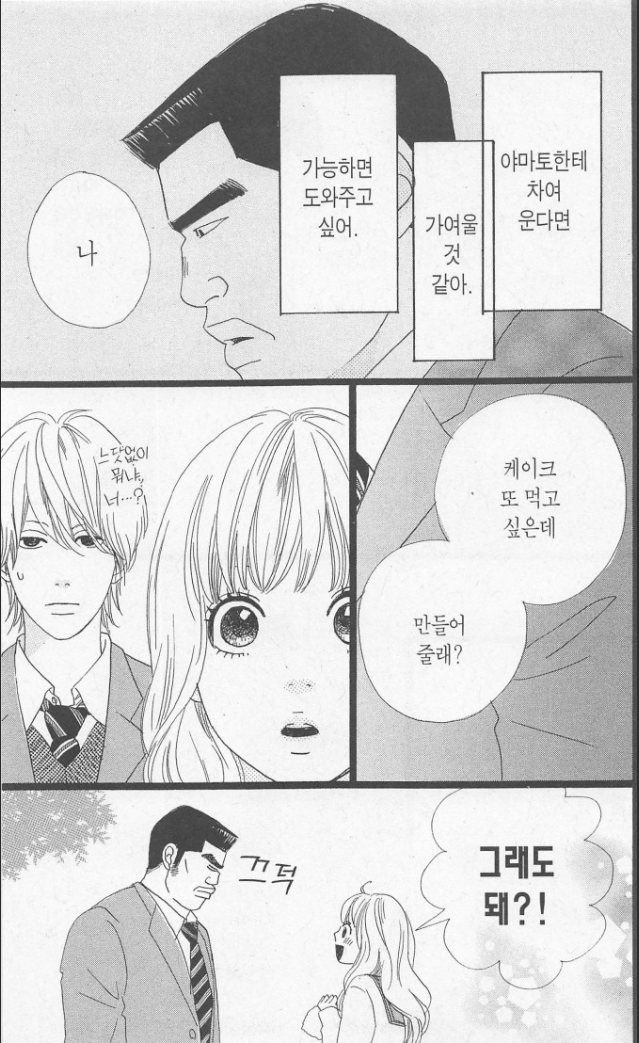 야마토한테
차여
운다면
가여울
것
같아.
가능하면
도와주고
싶어.
나
케이크
또 먹고
싶은데
만들어
줄래?
느닷없이
뭐냐,
너…?
그래도
돼?!
끄덕